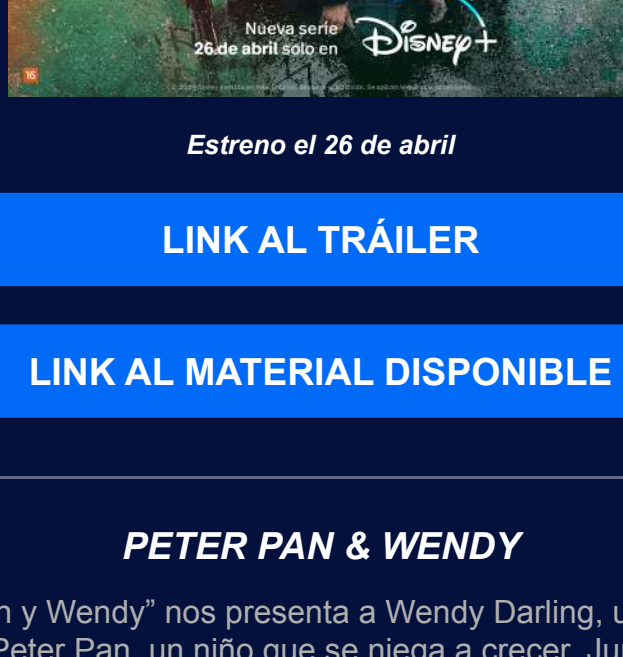 Nueva serie
26 de abril solo en Disney+
16
Estreno el 26 de abril
LINK AL TRÁILER
LINK AL MATERIAL DISPONIBLE
PETER PAN & WENDY
n y Wendy” nos presenta a Wendy Darling, u
Peter Pan, un niño que se niega a crecer. Ju